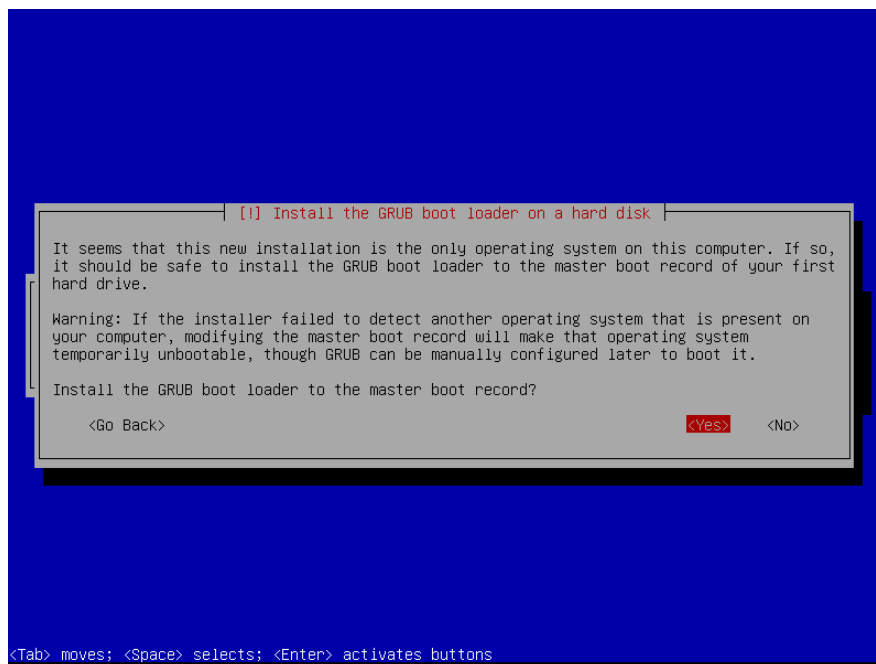 [!] Install the GRUB boot loader on a hard disk
It seems that this new installation is the only operating system on this computer. If so,
it should be safe to install the GRUB boot loader to the master boot record of your first
hard drive.
Warning: If the installer failed to detect another operating system that is present on
your computer, modifying the master boot record will make that operating system
temporarily unbootable, though GRUB can be manually configured later to boot it.
Install the GRUB boot loader to the master boot record?
<Go Back> <Yes> <No>
<Tab> moves; <Space> selects; <Enter> activates buttons